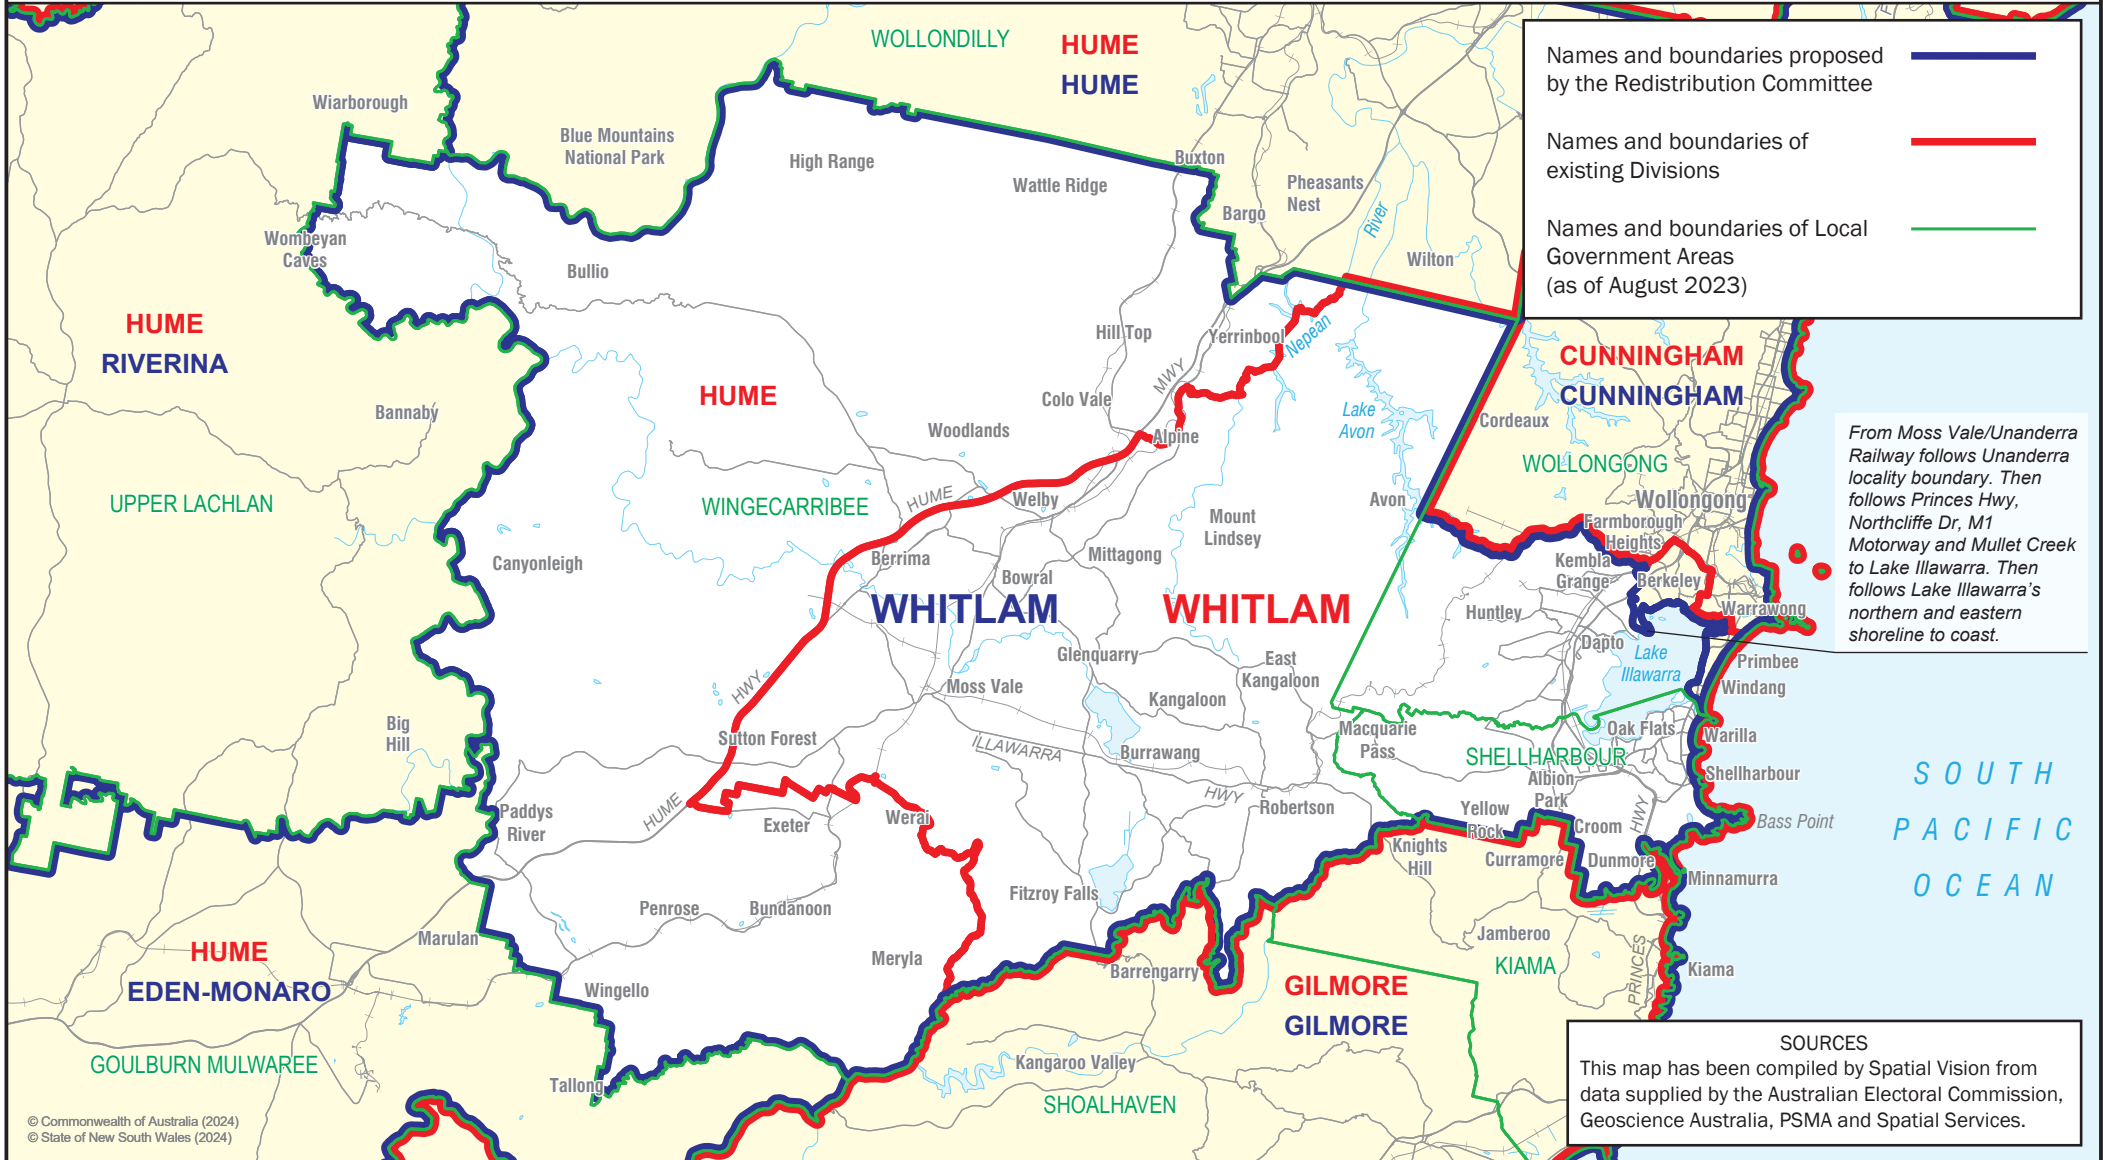 WOLLONDILLY
HUME
HUME
Names and boundaries proposed
by the Redistribution Committee
Names and boundaries of
existing Divisions
Names and boundaries of Local
Government Areas
(as of August 2023)
Wiarborough
Blue Mountains
National Park
High Range
Wattle Ridge
Buxton
Pheasants
Nest
Bargo
River
Wilton
Wombeyan
Caves
Bullio
HUME
RIVERINA
Hill Top
Yerrinbool
Nepean
MWY
HUME
Colo Vale
Bannaby
Woodlands
Alpine
Lake
Avon
CUNNINGHAM
CUNNINGHAM
Cordeaux
WOLLONGONG
From Moss Vale/Unanderra
Railway follows Unanderra
locality boundary. Then
follows Princes Hwy,
Northcliffe Dr, M1
Motorway and Mullet Creek
to Lake Illawarra. Then
follows Lake Illawarra's
northern and eastern
shoreline to coast.
UPPER LACHLAN
WINGECARRIBEE
HUME
Welby
Avon
Wollongong
Mount
Lindsey
Farmborough
Heights
Canyonleigh
Berrima
Mittagong
Bowral
Kembla
Grange
Berkeley
WHITLAM
WHITLAM
Huntley
Warrawong
Dapto
Lake
Illawarra
Glenquarry
East
Kangaloon
Primbee
HWY
Moss Vale
Kangaloon
Windang
Big
Hill
Sutton Forest
ILLAWARRA
Burrawang
Macquarie
Pass
Oak Flats
Warilla
SHELLHARBOUR
Albion
Park
Shellharbour
SOUTH
PACIFIC
OCEAN
Paddys
River
HUME
Exeter
Werai
HWY
Robertson
Yellow
Rock
Croom
HWY
Bass Point
Knights
Hill
Curramore
Dunmore
Minnamurra
Fitzroy Falls
Penrose
Bundanoon
Marulan
HUME
EDEN-MONARO
Meryla
Barrengarry
Jamberoo
KIAMA
PRINCES
Kiama
Wingello
GILMORE
GILMORE
GOULBURN MULWAREE
Tallong
Kangaroo Valley
SHOALHAVEN
SOURCES
This map has been compiled by Spatial Vision from
data supplied by the Australian Electoral Commission,
Geoscience Australia, PSMA and Spatial Services.
© Commonwealth of Australia (2024)
© State of New South Wales (2024)